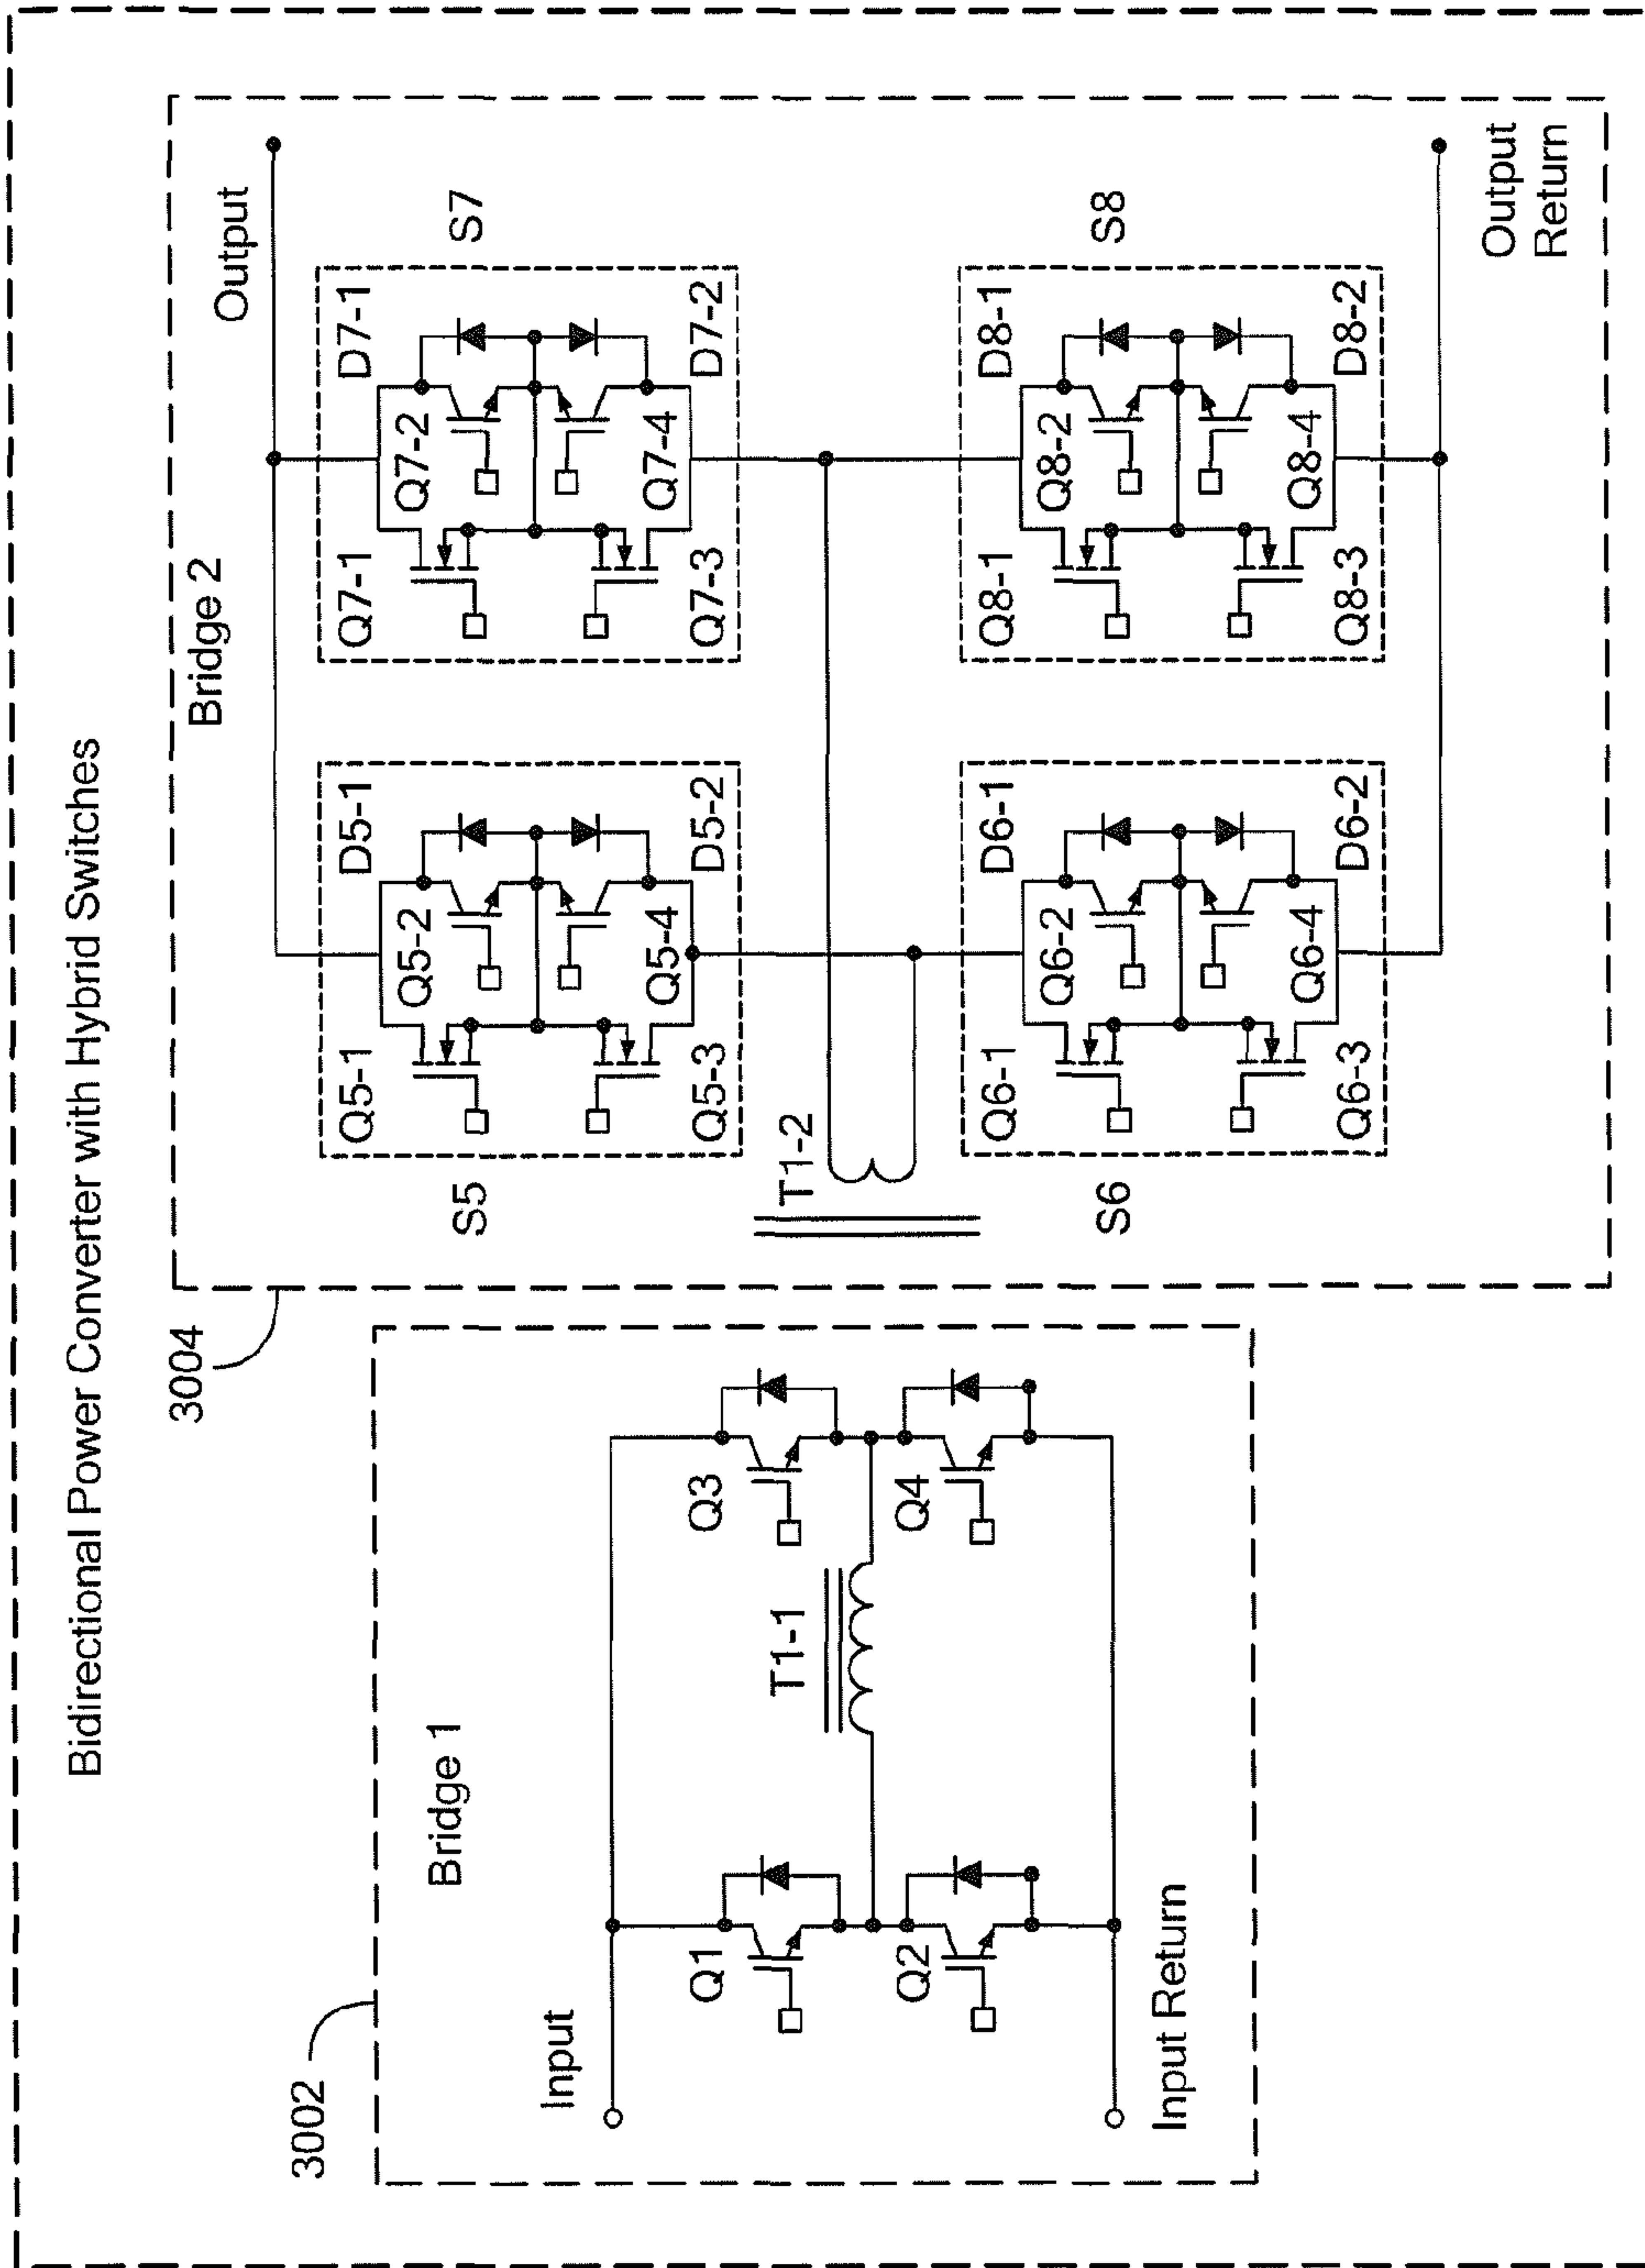 Bidirectional Power Converter with Hybrid Switches
3002
Bridge 1
Input
Q1
Q2
T1-1
Q3
Q4
Input Return
3004
Bridge 2
Output
S5
Q5-1
Q5-2
D5-1
Q5-3
Q5-4
D5-2
S7
Q7-1
Q7-2
D7-1
Q7-3
Q7-4
D7-2
T1-2
S6
Q6-1
Q6-2
D6-1
Q6-3
Q6-4
D6-2
S8
Q8-1
Q8-2
D8-1
Q8-3
Q8-4
D8-2
Output
Return